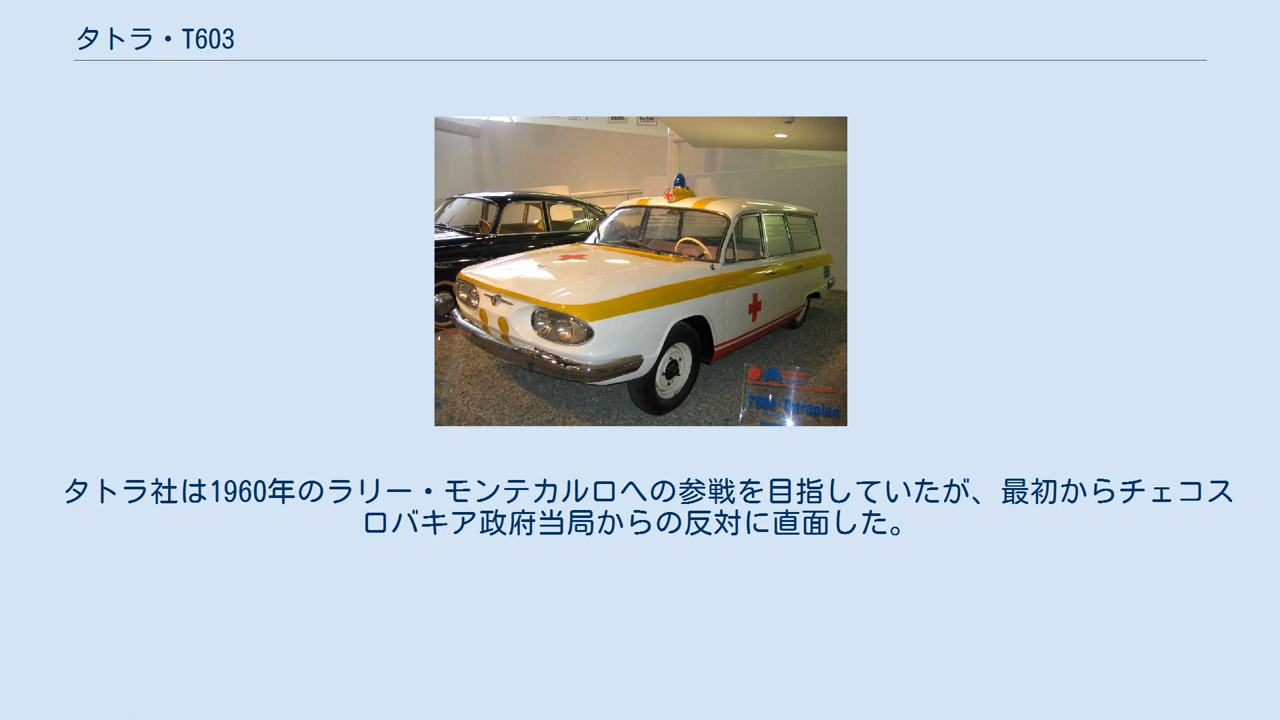 タトラ・T603
タトラ社は1960年のラリー・モンテカルロへの参戦を目指していたが、最初からチェコス
ロバキア政府当局からの反対に直面した。